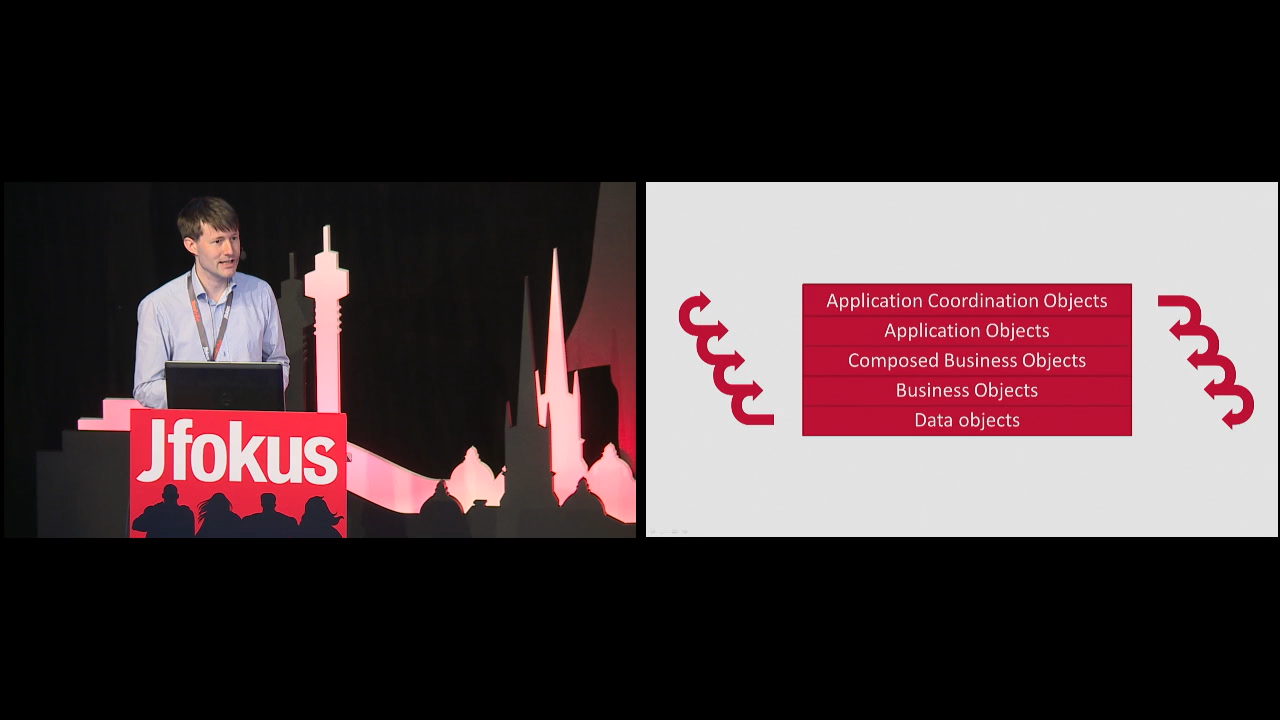 Jfokus
Application Coordination Objects
Application Objects
Composed Business Objects
Business Objects
Data objects